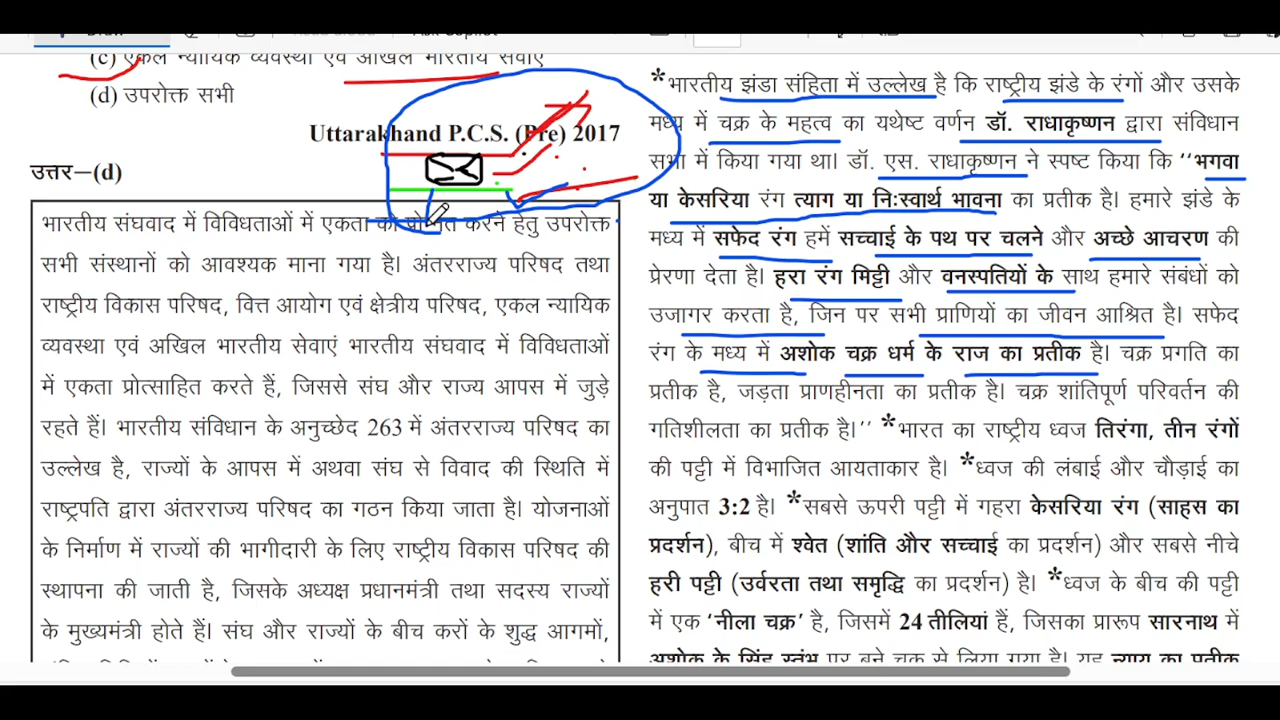 (c) एकल न्यायिक व्यवस्था एवं अखिल भारतीय सेवाएं
(d) उपरोक्त सभी
Uttarakhand P.C.S. (Pre) 2017
उत्तर—(d)
भारतीय संघवाद में विविधताओं में एकता को करने हेतु उपरोक्त
सभी संस्थानों को आवश्यक माना गया है। अंतरराज्य परिषद तथा
राष्ट्रीय विकास परिषद, वित्त आयोग एवं क्षेत्रीय परिषद, एकल न्यायिक
व्यवस्था एवं अखिल भारतीय सेवाएं भारतीय संघवाद में विविधताओं
में एकता प्रोत्साहित करते हैं, जिससे संघ और राज्य आपस में जुड़े
रहते हैं। भारतीय संविधान के अनुच्छेद 263 में अंतरराज्य परिषद का
उल्लेख है, राज्यों के आपस में अथवा संघ से विवाद की स्थिति में
राष्ट्रपति द्वारा अंतरराज्य परिषद का गठन किया जाता है। योजनाओं
के निर्माण में राज्यों की भागीदारी के लिए राष्ट्रीय विकास परिषद की
स्थापना की जाती है, जिसके अध्यक्ष प्रधानमंत्री तथा सदस्य राज्यों
के मुख्यमंत्री होते हैं। संघ और राज्यों के बीच करों के शुद्ध आगमों,
*भारतीय झंडा संहिता में उल्लेख है कि राष्ट्रीय झंडे के रंगों और उसके
मध्य में चक्र के महत्व का यथेष्ट वर्णन डॉ. राधाकृष्णन द्वारा संविधान
सभा में किया गया था। डॉ. एस. राधाकृष्णन ने स्पष्ट किया कि ''भगवा
या केसरिया रंग त्याग या निःस्वार्थ भावना का प्रतीक है। हमारे झंडे के
मध्य में सफेद रंग हमें सच्चाई के पथ पर चलने और अच्छे आचरण की
प्रेरणा देता है। हरा रंग मिट्टी और वनस्पतियों के साथ हमारे संबंधों को
उजागर करता है, जिन पर सभी प्राणियों का जीवन आश्रित है। सफेद
रंग के मध्य में अशोक चक्र धर्म के राज का प्रतीक है। चक्र प्रगति का
प्रतीक है, जड़ता प्राणहीनता का प्रतीक है। चक्र शांतिपूर्ण परिवर्तन की
गतिशीलता का प्रतीक है।'' *भारत का राष्ट्रीय ध्वज तिरंगा, तीन रंगों
की पट्टी में विभाजित आयताकार है। *ध्वज की लंबाई और चौड़ाई का
अनुपात 3:2 है। *सबसे ऊपरी पट्टी में गहरा केसरिया रंग (साहस का
प्रदर्शन), बीच में श्वेत (शांति और सच्चाई का प्रदर्शन) और सबसे नीचे
हरी पट्टी (उर्वरता तथा समृद्धि का प्रदर्शन) है। *ध्वज के बीच की पट्टी
में एक 'नीला चक्र' है, जिसमें 24 तीलियां हैं, जिसका प्रारूप सारनाथ में
अशोक के सिंह स्तंभ पर बने चक्र से लिया गया है। यह न्याय का प्रतीक